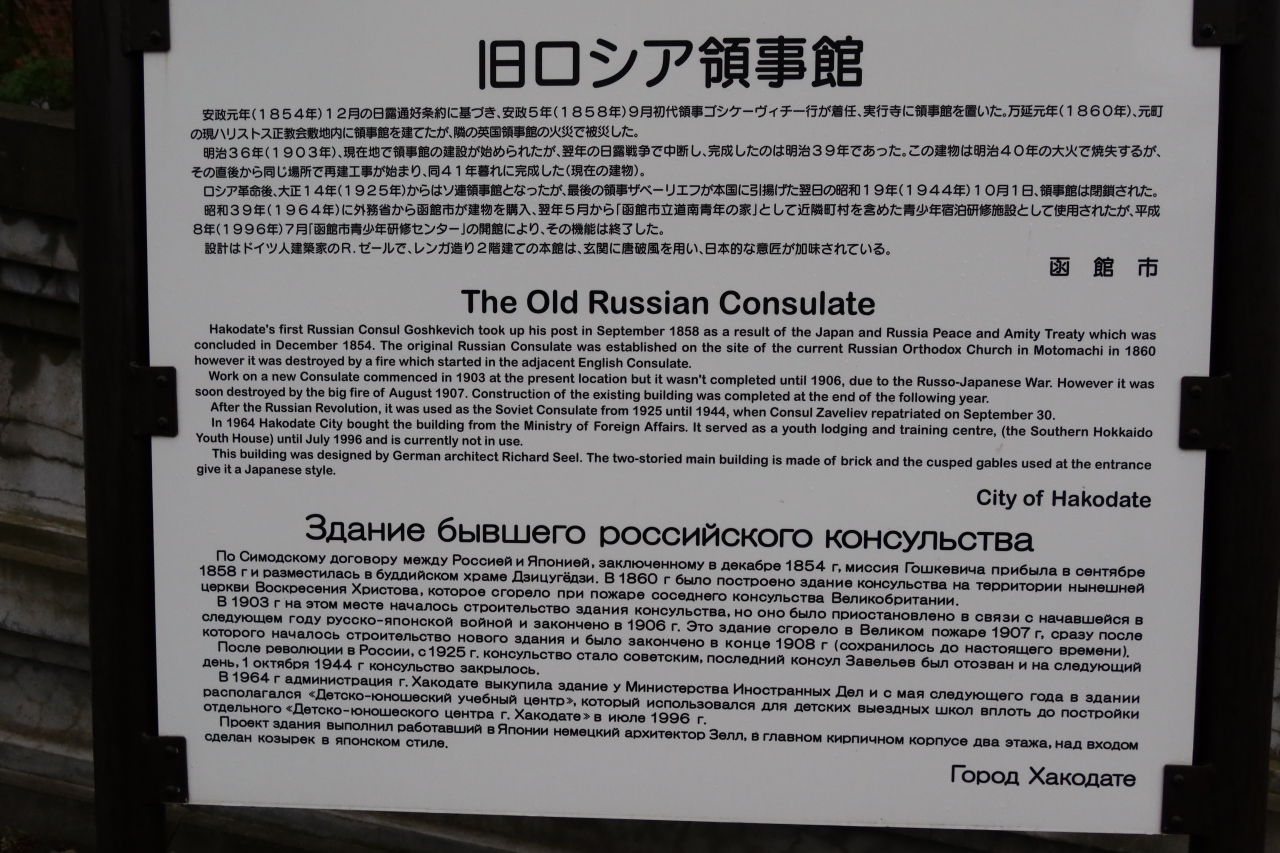 旧ロシア領事館
安政元年(1854年)12月の日露通好条約に基づき、安政5年(1858年)9月初代領事ゴシケーヴィチ一行が着任、実行寺に領事館を置いた。万延元年(1860年)、元町
の現ハリストス正教会敷地内に領事館を建てたが、隣の英国領事館の火災で被災した。
明治36年(1903年)、現在地で領事館の建設が始められたが、翌年の日露戦争で中断し、完成したのは明治39年であった。この建物は明治40年の大火で焼失するが、
その直後から同じ場所で再建工事が始まり、同41年暮れに完成した(現在の建物)。
ロシア革命後、大正14年(1925年)からはソ連領事館となったが、最後の領事ザベーリエフが本国に引揚げた翌日の昭和19年(1944年)10月1日、領事館は閉鎖された。
昭和39年(1964年)に外務省から函館市が建物を購入、翌年5月から「函館市立道南青年の家」として近隣町村を含めた青少年宿泊研修施設として使用されたが、平成
8年(1996年)7月「函館市青少年研修センター」の開館により、その機能は終了した。
設計はドイツ人建築家のR.ゼールで、レンガ造り2階建ての本館は、玄関に唐破風を用い、日本的な意匠が加味されている。
函館市
The Old Russian Consulate
Hakodate's first Russian Consul Goshkevich took up his post in September 1858 as a result of the Japan and Russia Peace and Amity Treaty which was
concluded in December 1854. The original Russian Consulate was established on the site of the current Russian Orthodox Church in Motomachi in 1860
however it was destroyed by a fire which started in the adjacent English Consulate.
Work on a new Consulate commenced in 1903 at the present location but it wasn't completed until 1906, due to the Russo-Japanese War. However it was
soon destroyed by the big fire of August 1907. Construction of the existing building was completed at the end of the following year.
After the Russian Revolution, it was used as the Soviet Consulate from 1925 until 1944, when Consul Zaveliev repatriated on September 30.
In 1964 Hakodate City bought the building from the Ministry of Foreign Affairs. It served as a youth lodging and training centre, (the Southern Hokkaido
Youth House) until July 1996 and is currently not in use.
This building was designed by German architect Richard Seel. The two-storied main building is made of brick and the cusped gables used at the entrance
give it a Japanese style.
City of Hakodate
Здание бывшего российского консульства
По Симодскому договору между Россией и Японией, заключенному в декабре 1854 г, миссия Гошкевича прибыла в сентябре
1858 г и разместилась в буддийском храме Дзицугёдзи. В 1860 г было построено здание консульства на территории нынешней
церкви Воскресения Христова, которое сгорело при пожаре соседнего консульства Великобритании.
В 1903 г на этом месте началось строительство здания консульства, но оно было приостановлено в связи с начавшейся в
следующем году русско-японской войной и закончено в 1906 г. Это здание сгорело в Великом пожаре 1907 г, сразу после
которого началось строительство нового здания и было закончено в конце 1908 г (сохранилось до настоящего времени).
После революции в России, с 1925 г. консульство стало советским, последний консул Завельев был отозван и на следующий
день, 1 октября 1944 г консульство закрылось.
В 1964 г администрация г. Хакодате выкупила здание у Министерства Иностранных Дел и с мая следующего года в здании
располагался «Детско-юношеский учебный центр», который использовался для детских выездных школ вплоть до постройки
отдельного «Детско-юношеского центра г. Хакодате» в июле 1996 г.
Проект здания выполнил работавший в Японии немецкий архитектор Зелл, в главном кирпичном корпусе два этажа, над входом
сделан козырек в японском стиле.
Город Хакодате